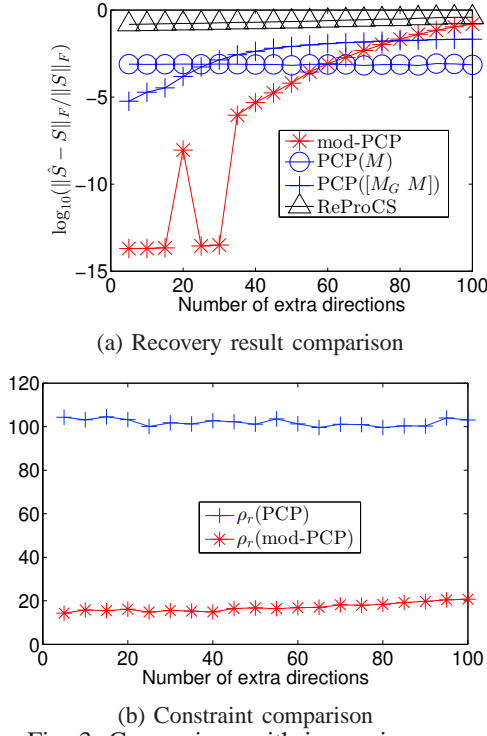 0
−5
−10
−15
log10(‖Ŝ − S‖F/‖S‖F)
mod-PCP
PCP(M)
PCP([MG M])
ReProCS
0 20 40 60 80 100
Number of extra directions
(a) Recovery result comparison
120
100
80
60
40
20
0
ρr(PCP)
ρr(mod-PCP)
0 20 40 60 80 100
Number of extra directions
(b) Constraint comparison